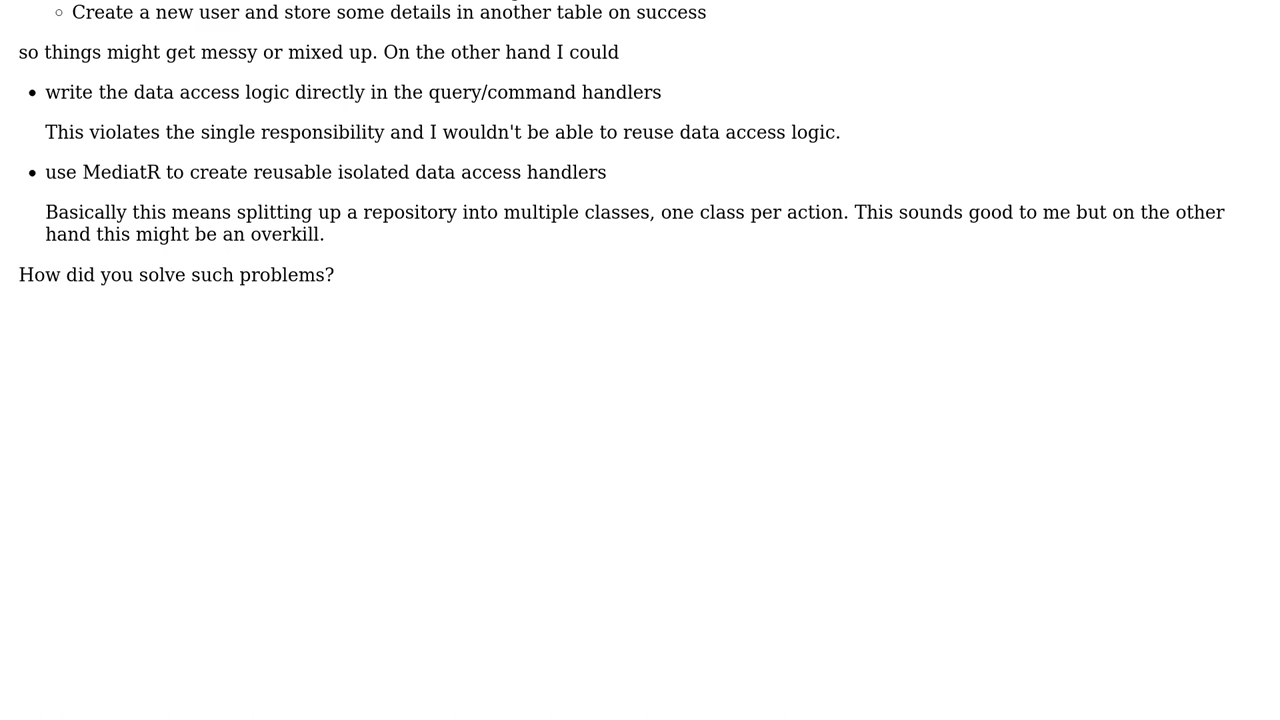 Create a new user and store some details in another table on success
so things might get messy or mixed up. On the other hand I could
write the data access logic directly in the query/command handlers
This violates the single responsibility and I wouldn't be able to reuse data access logic.
use MediatR to create reusable isolated data access handlers
Basically this means splitting up a repository into multiple classes, one class per action. This sounds good to me but on the other
hand this might be an overkill.
How did you solve such problems?